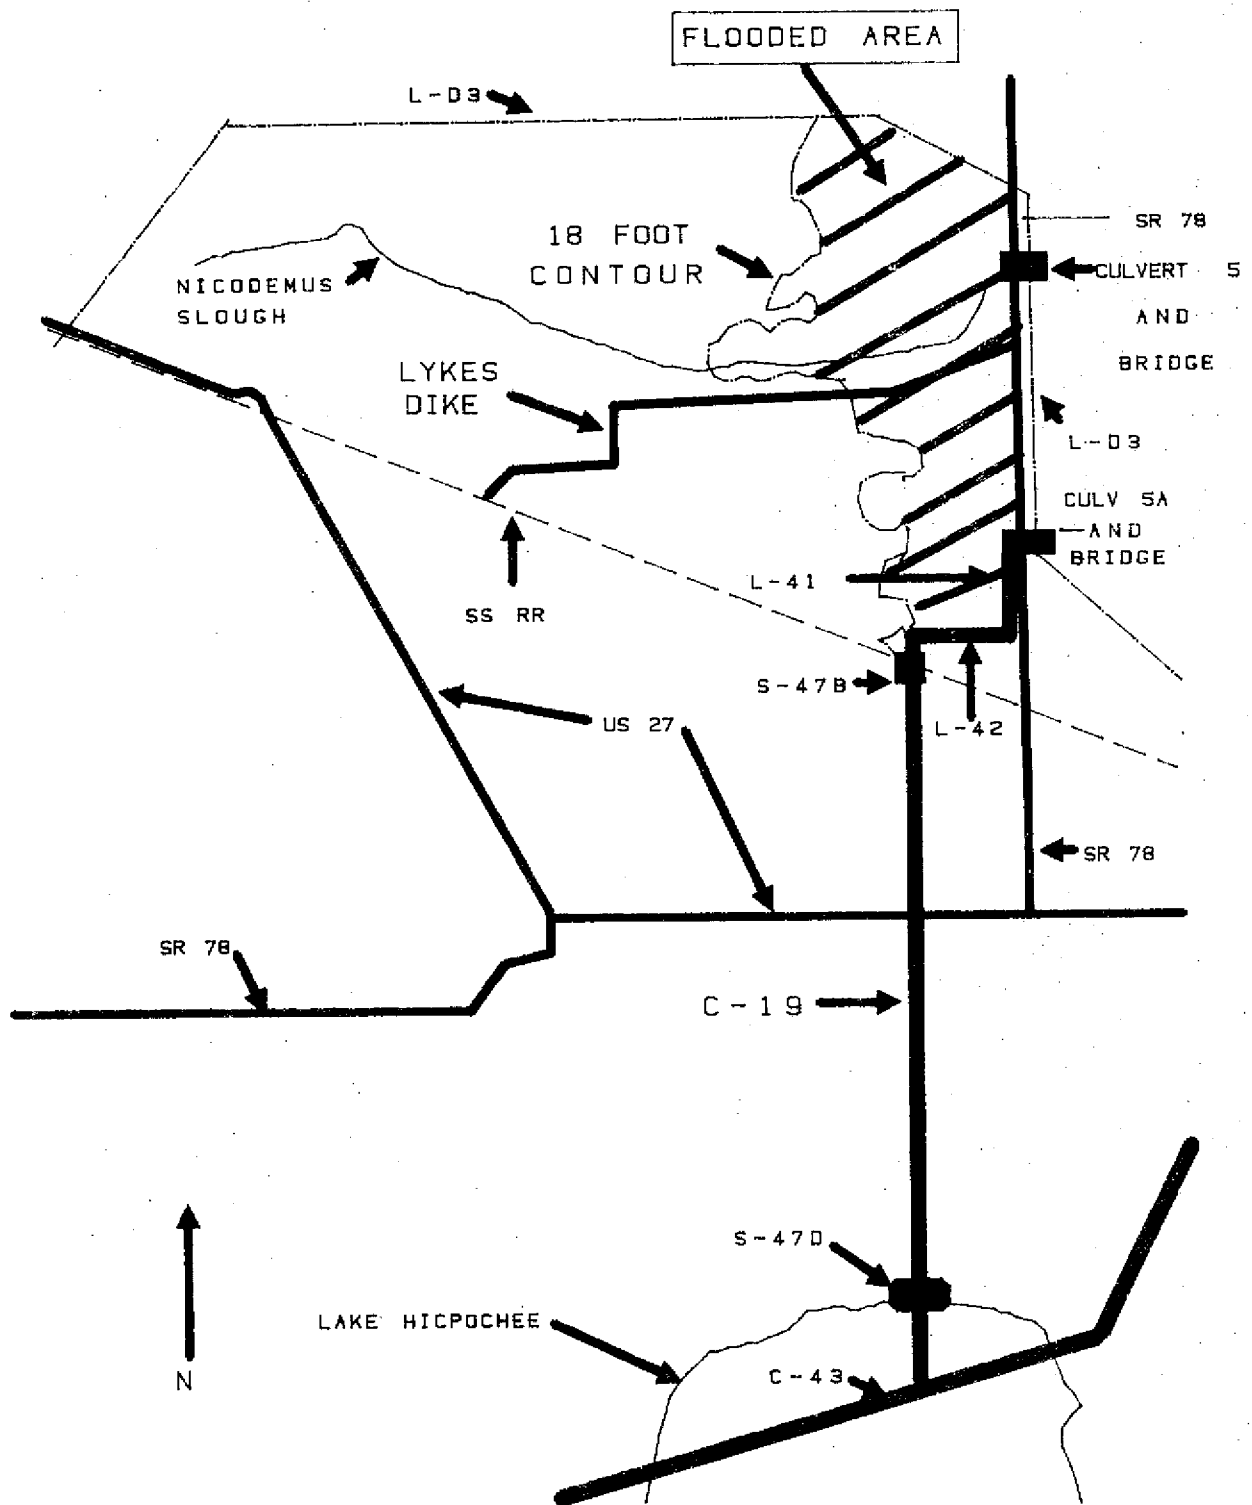 FLOODED AREA
L-D3
SR 78
18 FOOT
CONTOUR
CULVERT 5
AND
BRIDGE
NICODEMUS
SLOUGH
LYKES
DIKE
L-D3
CULV 5A
AND
BRIDGE
L-41
SS RR
S-47B
L-42
US 27
SR 78
SR 78
C-19
S-47D
LAKE HICPOCHEE
C-43
N